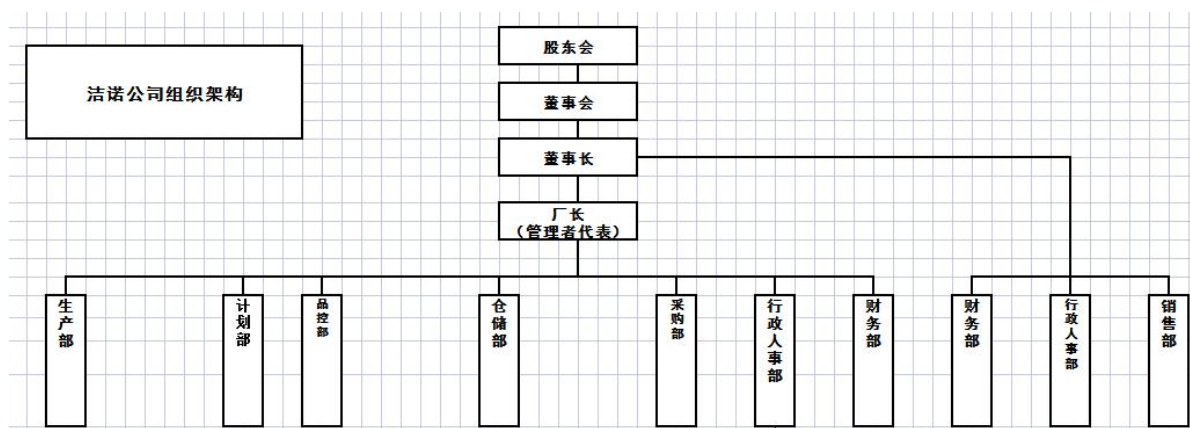 股东会
洁诺公司组织架构
董事会
董事长
厂长
（管理者代表）
生产部
计划部
品控部
仓储部
采购部
行政人事部
财务部
财务部
行政人事部
销售部